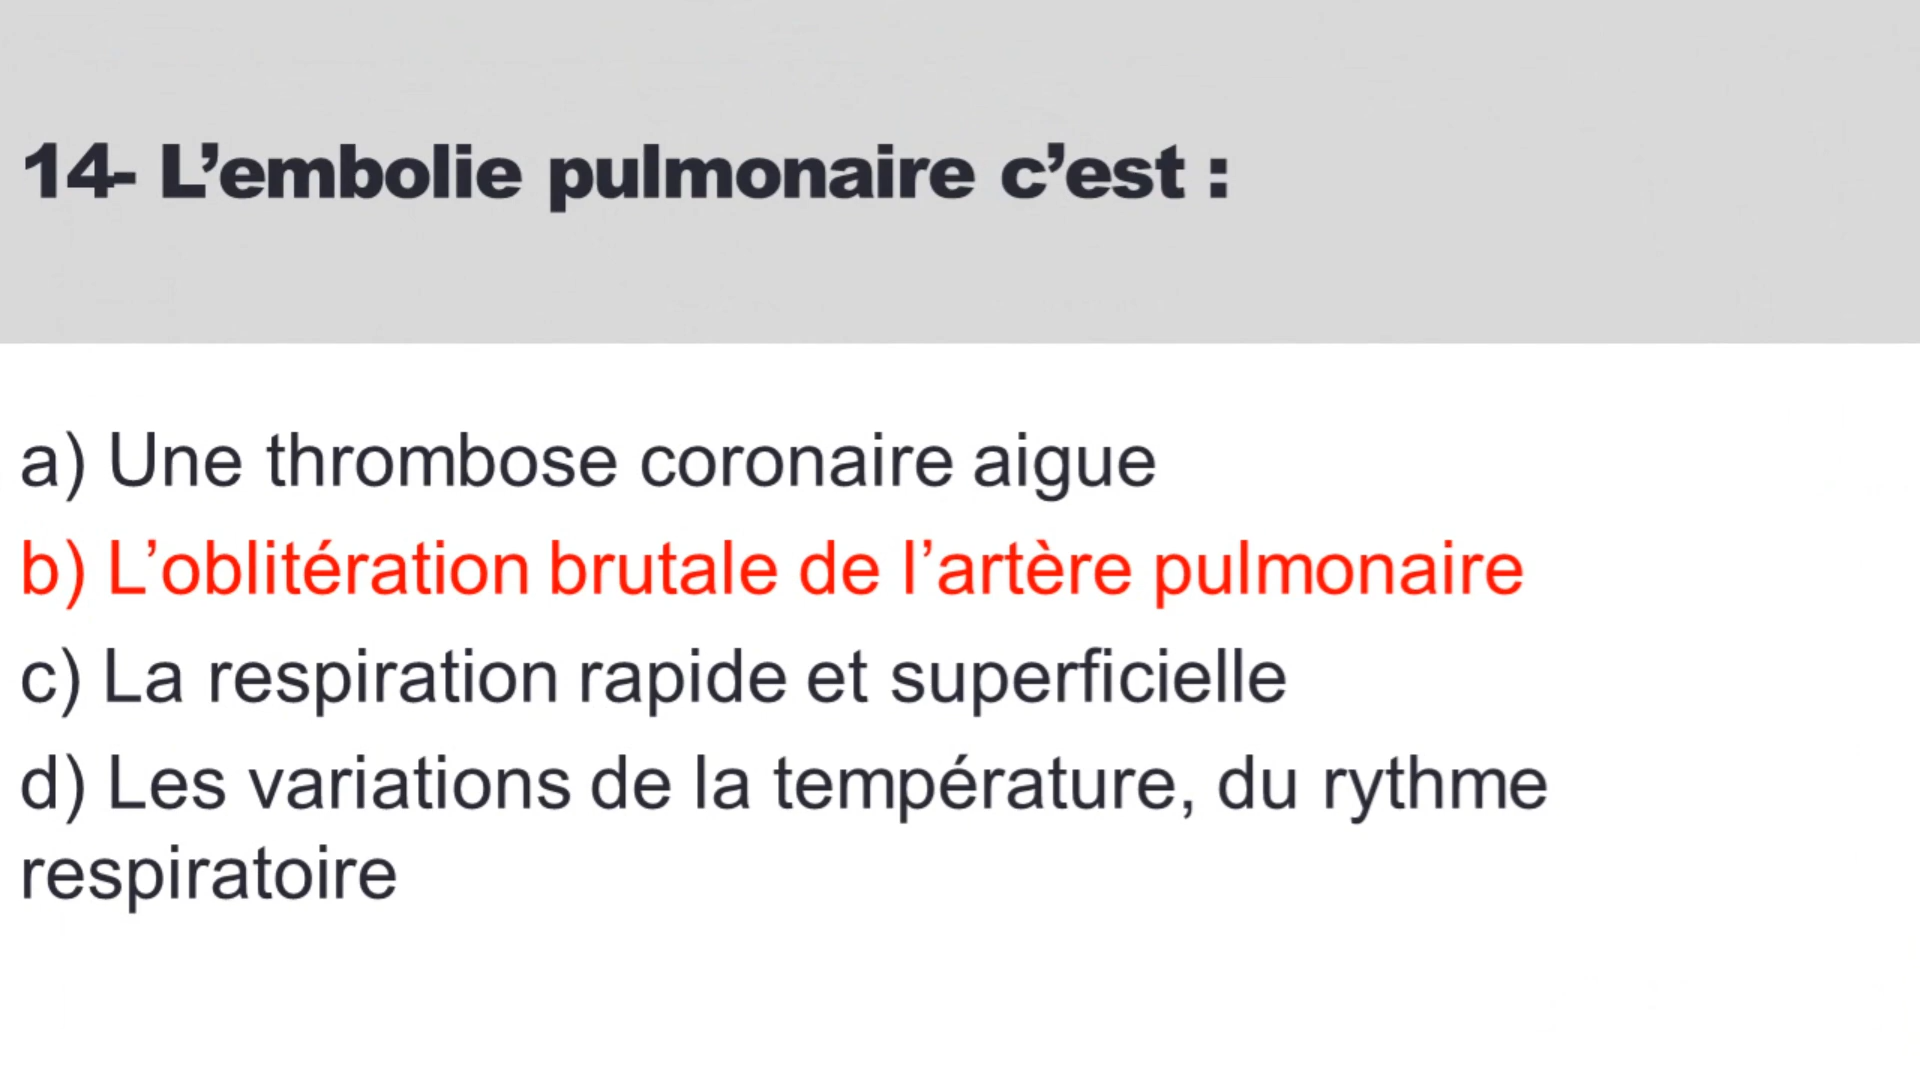 14- L’embolie pulmonaire c’est :
a) Une thrombose coronaire aigue
b) L’oblitération brutale de l’artère pulmonaire
c) La respiration rapide et superficielle
d) Les variations de la température, du rythme
respiratoire